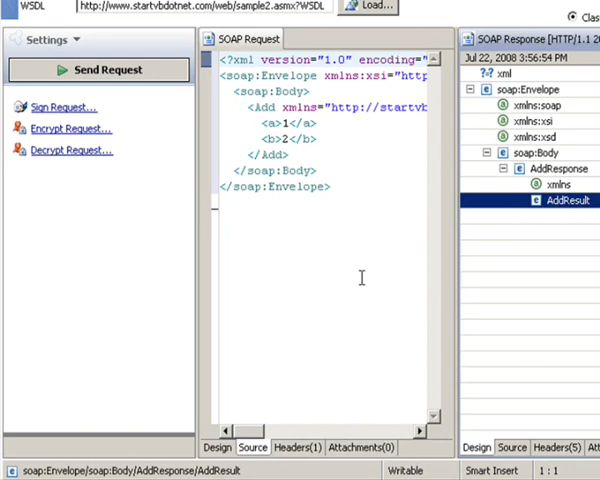 WSDL http://www.startvbdotnet.com/web/sample2.asmx?WSDL Load...
Clas
Settings
Send Request
Sign Request...
Encrypt Request...
Decrypt Request...
SOAP Request
<?xml version="1.0" encoding="
<soap:Envelope xmlns:xsi="http
<soap:Body>
<Add xmlns="http://startvb
<a>1</a>
<b>2</b>
</Add>
</soap:Body>
</soap:Envelope>
Design Source Headers(1) Attachments(0)
SOAP Response [HTTP/1.1 20
Jul 22, 2008 3:56:54 PM
?=? xml
soap:Envelope
xmlns:soap
xmlns:xsi
xmlns:xsd
soap:Body
AddResponse
xmlns
AddResult
Design Source Headers(5) Atta
soap:Envelope/soap:Body/AddResponse/AddResult Writable Smart Insert 1 : 1